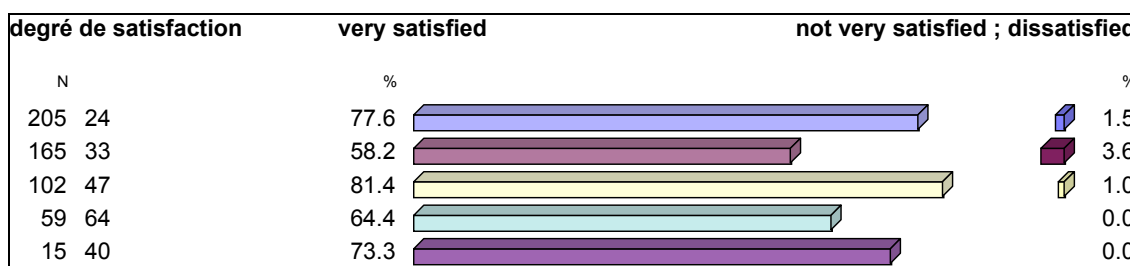 degré de satisfaction very satisfied not very satisfied ; dissatisfied
N % %
205 24 77.6 1.5
165 33 58.2 3.6
102 47 81.4 1.0
59 64 64.4 0.0
15 40 73.3 0.0